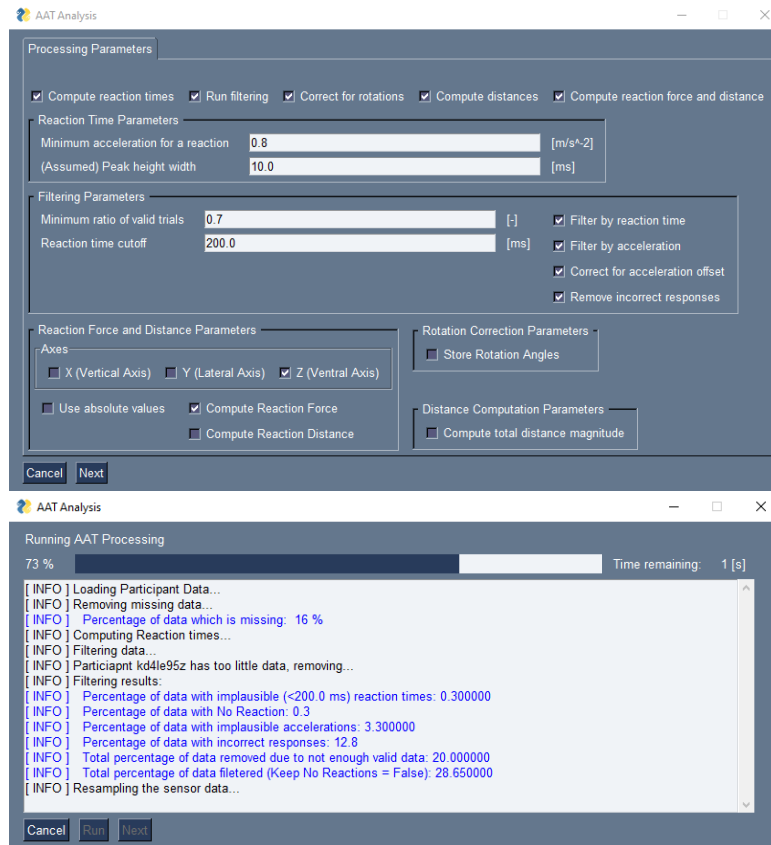 AAT Analysis
Processing Parameters
Compute reaction times Run filtering Correct for rotations Compute distances Compute reaction force and distance
Reaction Time Parameters
Minimum acceleration for a reaction 0.8 [m/s^-2]
(Assumed) Peak height width 10.0 [ms]
Filtering Parameters
Minimum ratio of valid trials 0.7 [-] Filter by reaction time
Reaction time cutoff 200.0 [ms] Filter by acceleration
Correct for acceleration offset
Remove incorrect responses
Reaction Force and Distance Parameters Rotation Correction Parameters
Axes Store Rotation Angles
X (Vertical Axis) Y (Lateral Axis) Z (Ventral Axis)
Use absolute values Compute Reaction Force Distance Computation Parameters
Compute Reaction Distance Compute total distance magnitude
Cancel Next
AAT Analysis
Running AAT Processing
73 % Time remaining: 1 [s]
[ INFO ] Loading Participant Data...
[ INFO ] Removing missing data...
[ INFO ] Percentage of data which is missing: 16 %
[ INFO ] Computing Reaction times...
[ INFO ] Filtering data...
[ INFO ] Particiapnt kd4le95z has too little data, removing...
[ INFO ] Filtering results:
[ INFO ] Percentage of data with implausible (<200.0 ms) reaction times: 0.300000
[ INFO ] Percentage of data with No Reaction: 0.3
[ INFO ] Percentage of data with implausible accelerations: 3.300000
[ INFO ] Percentage of data with incorrect responses: 12.8
[ INFO ] Total percentage of data removed due to not enough valid data: 20.000000
[ INFO ] Total percentage of data filetered (Keep No Reactions = False): 28.650000
[ INFO ] Resampling the sensor data...
Cancel Run Next